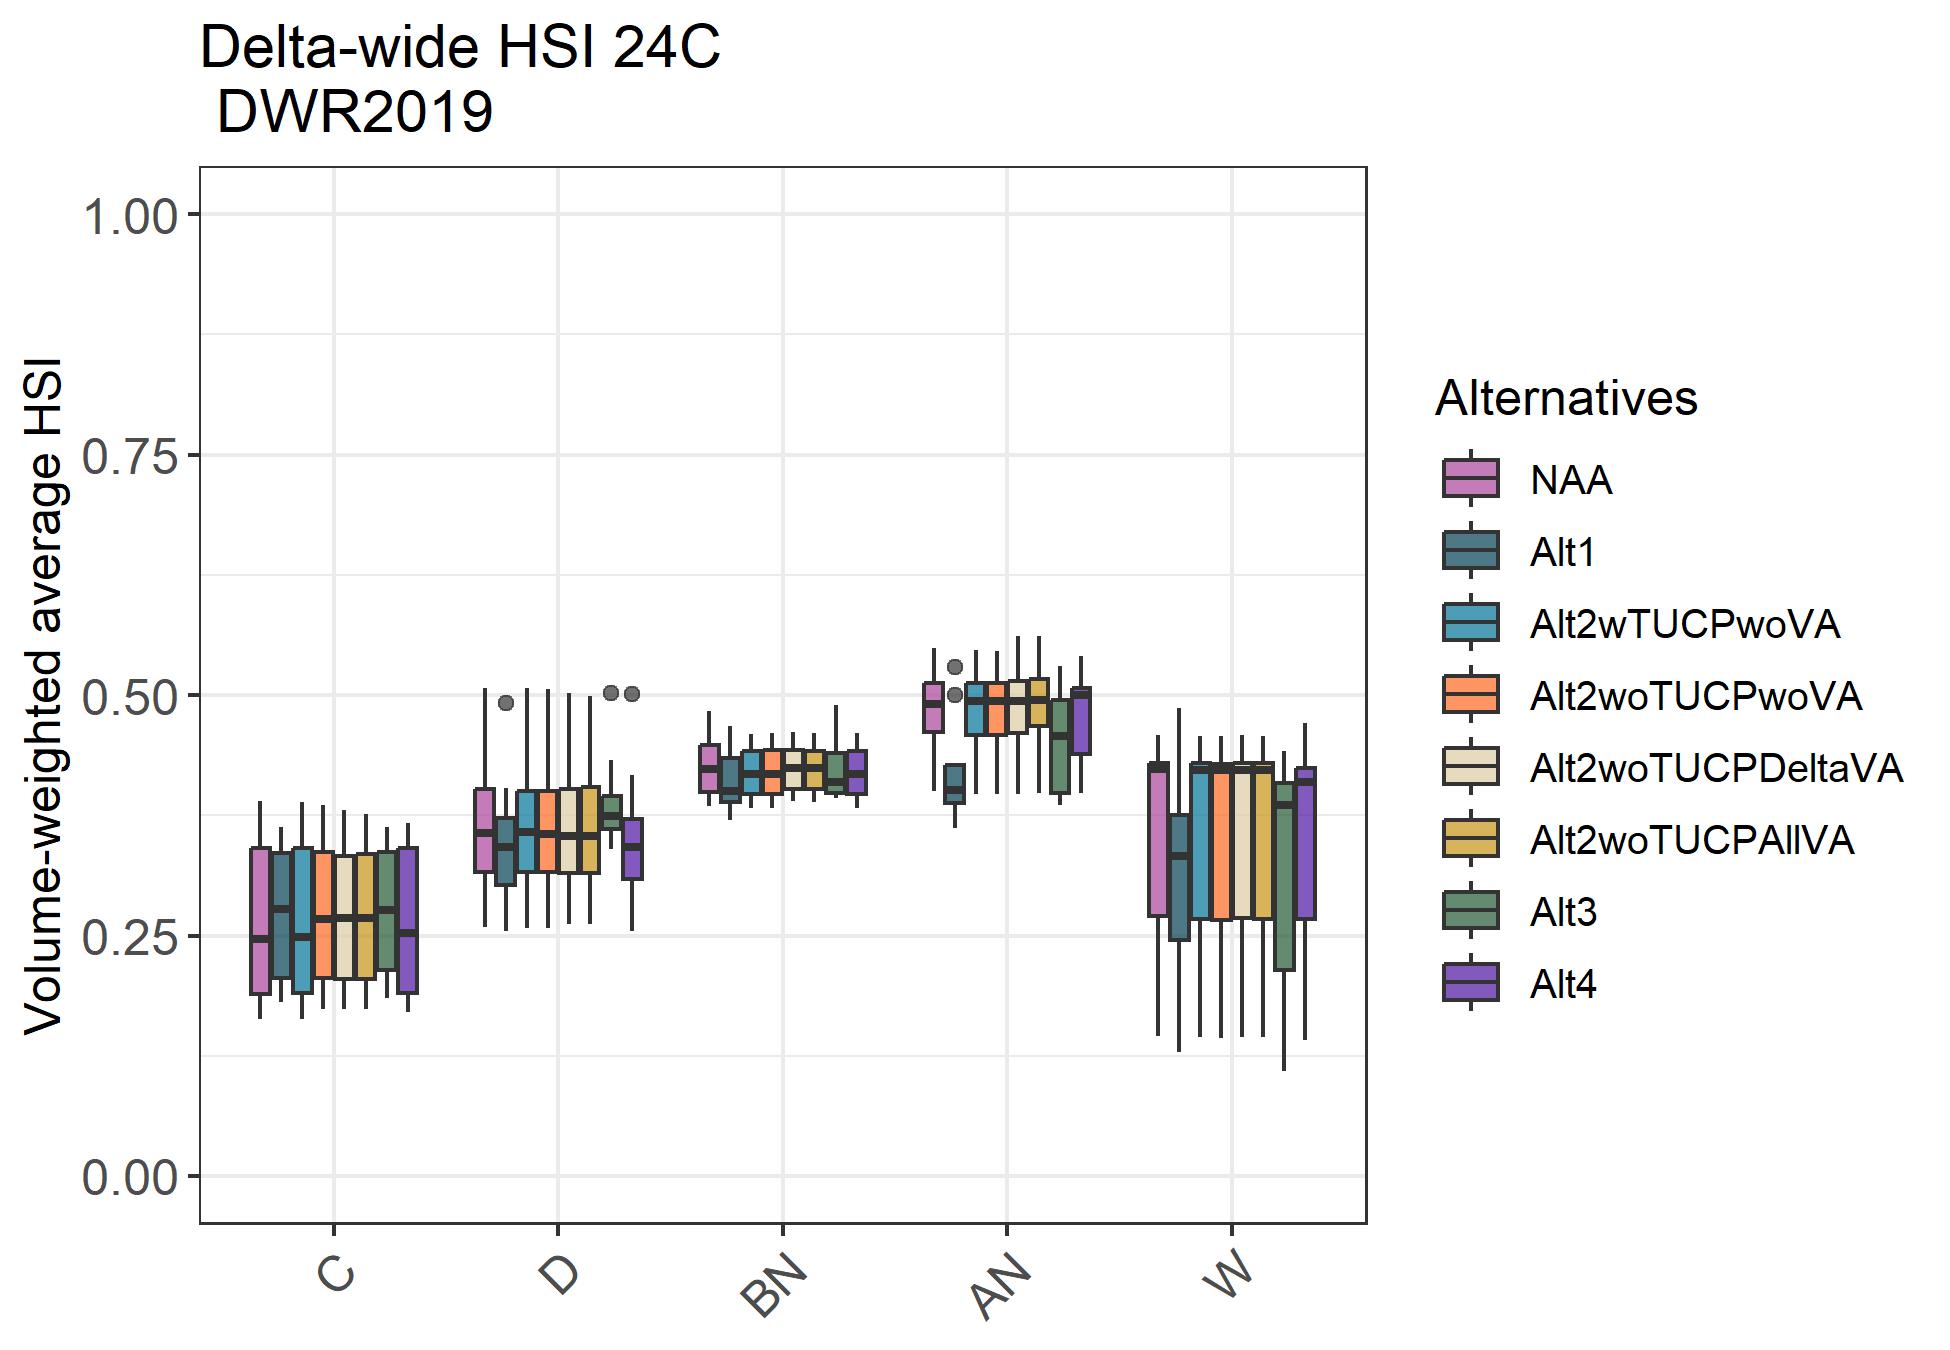 Delta-wide HSI 24C
DWR2019
Volume-weighted average HSI
1.00
0.75
0.50
0.25
0.00
C
D
BN
AN
W
Alternatives
NAA
Alt1
Alt2wTUCPwoVA
Alt2woTUCPwoVA
Alt2woTUCPDeltaVA
Alt2woTUCPAllVA
Alt3
Alt4